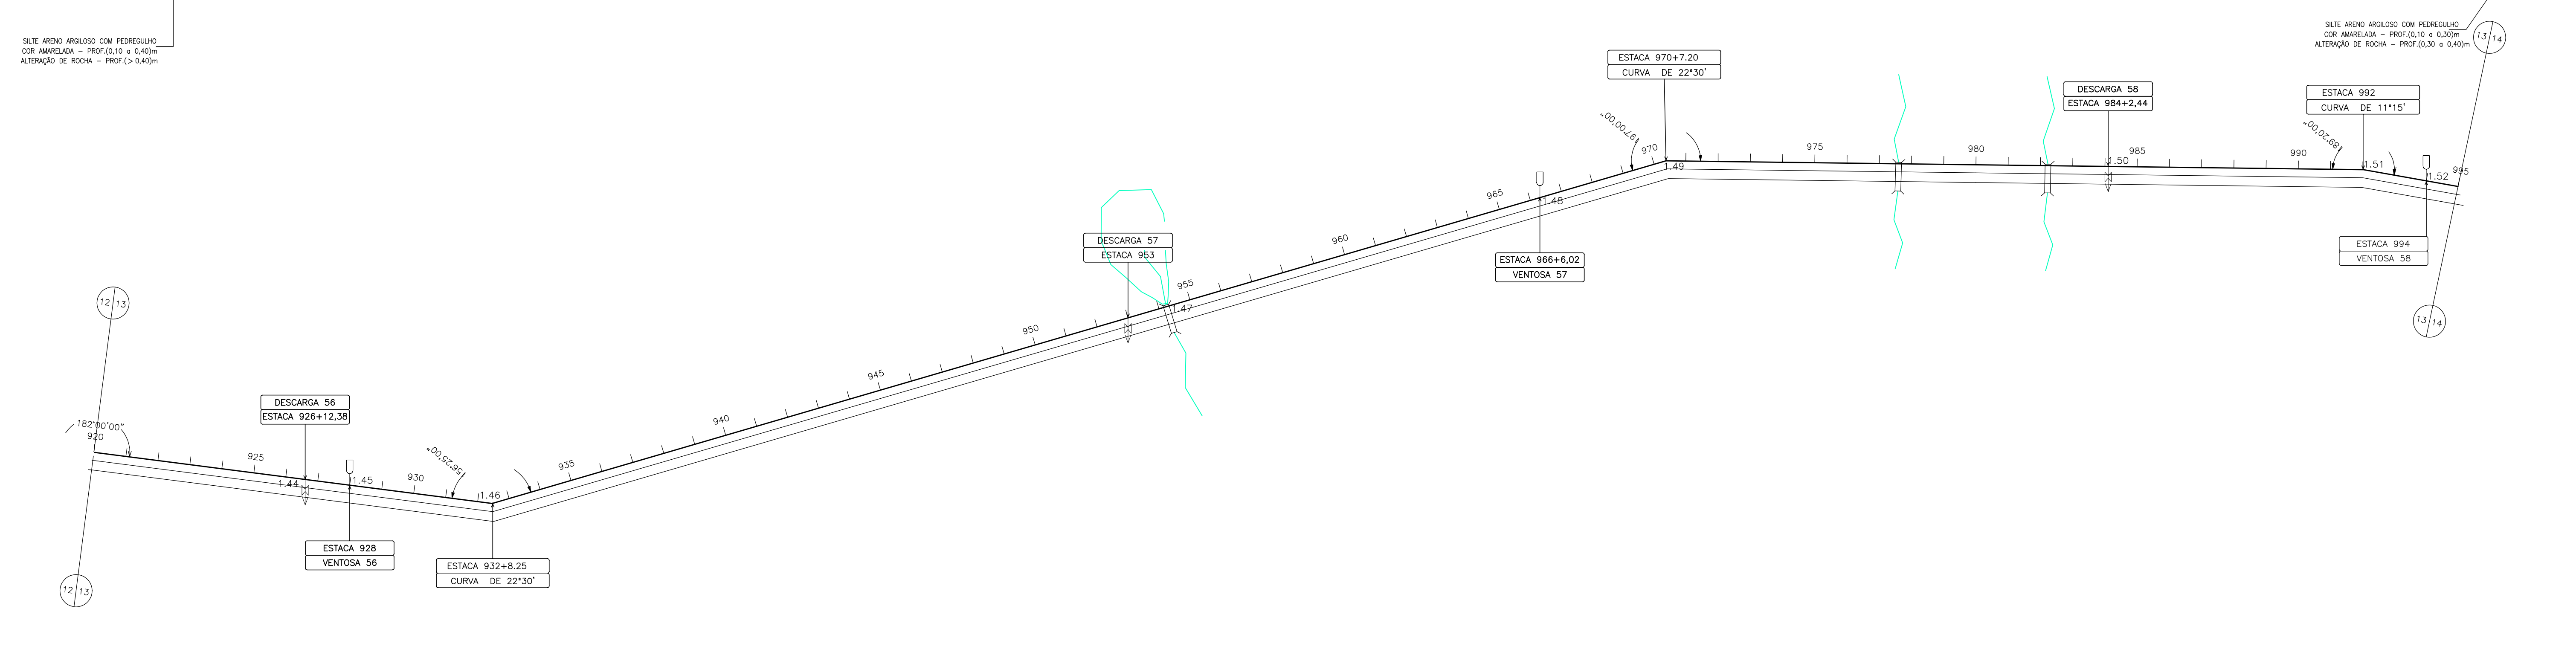 SILTE ARENO ARGILOSO COM PEDREGULHO
COR AMARELADA - PROF.(0,10 a 0,40)m
ALTERAÇÃO DE ROCHA - PROF.(> 0,40)m
SILTE ARENO ARGILOSO COM PEDREGULHO
COR AMARELADA - PROF.(0,10 a 0,30)m
ALTERAÇÃO DE ROCHA - PROF.(0,30 a 0,40)m
13 14
ESTACA 970+7.20
CURVA DE 22°30'
DESCARGA 58
ESTACA 984+2,44
ESTACA 992
CURVA DE 11°15'
197°00'00"
189°20'00"
970
975
980
985
990
995
1.49
1.50
1.51
1.52
965
1.48
DESCARGA 57
ESTACA 953
960
ESTACA 966+6,02
VENTOSA 57
ESTACA 994
VENTOSA 58
955
1.47
12 13
13 14
950
945
DESCARGA 56
ESTACA 926+12,38
182°00'00"
920
940
925
156°25'00"
935
930
1.44
1.45
1.46
ESTACA 928
VENTOSA 56
ESTACA 932+8.25
CURVA DE 22°30'
12 13